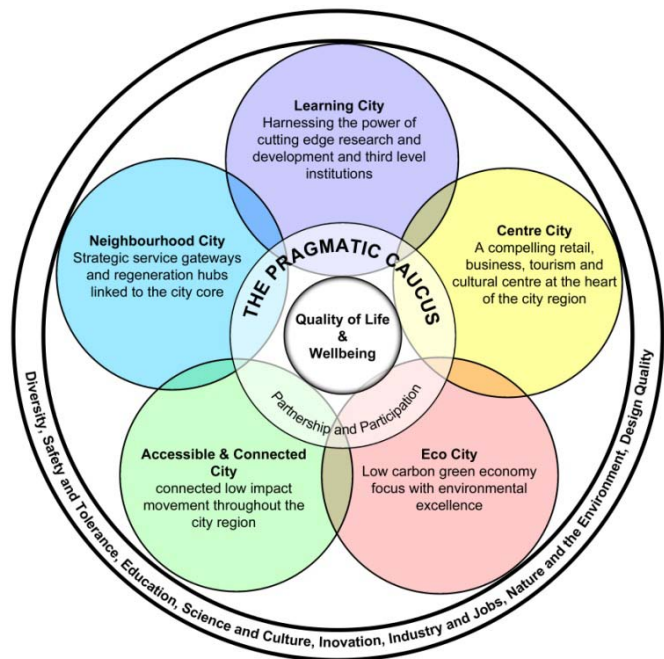 Learning City
Harnessing the power of
cutting edge research and
development and third level
institutions
Neighbourhood City
Strategic service gateways
and regeneration hubs
linked to the city core
Centre City
A compelling retail,
business, tourism and
cultural centre at the heart
of the city region
THE PRAGMATIC CAUCUS
Quality of Life
&
Wellbeing
Partnership and Participation
Accessible & Connected
City
connected low impact
movement throughout the
city region
Eco City
Low carbon green economy
focus with environmental
excellence
Diversity, Safety and Tolerance, Education, Science and Culture, Inovation, Industry and Jobs, Nature and the Environment, Design Quality